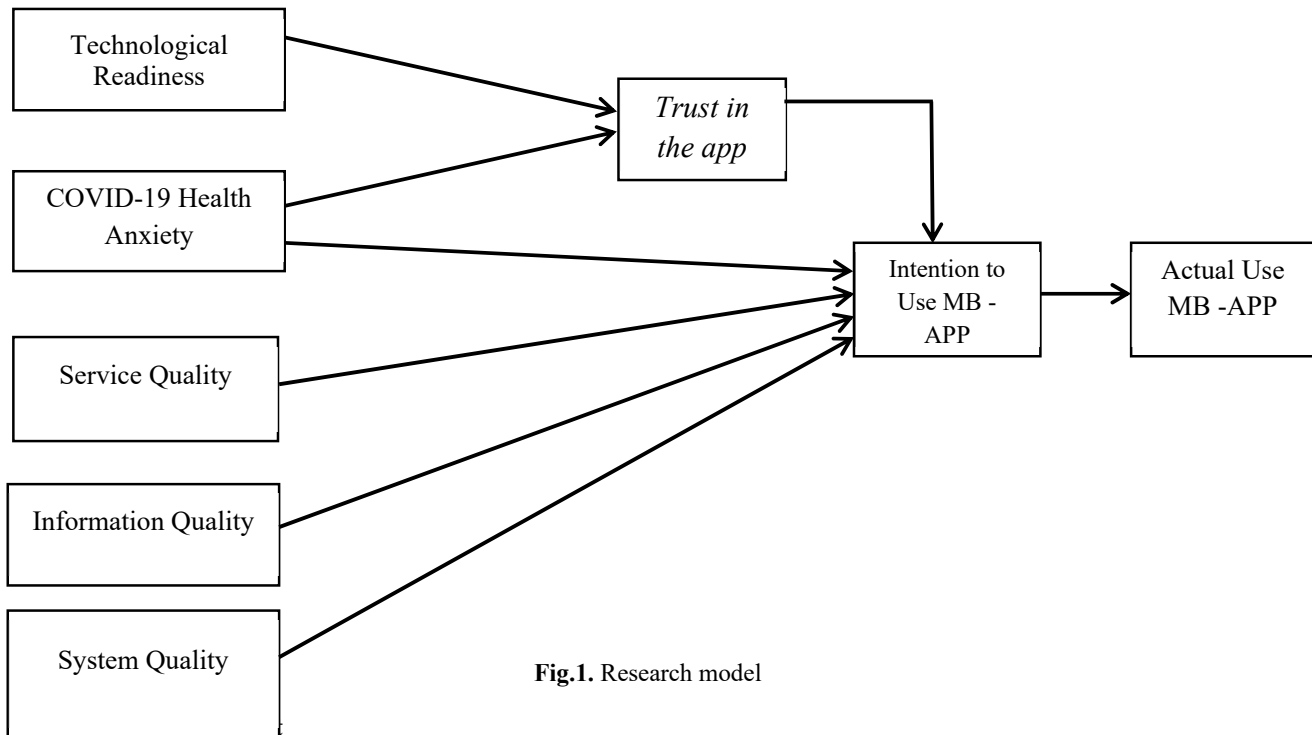 Technological
Readiness
Trust in
the app
COVID-19 Health
Anxiety
Intention to
Use MB -
APP
Actual Use
MB -APP
Service Quality
Information Quality
System Quality
Fig.1. Research model